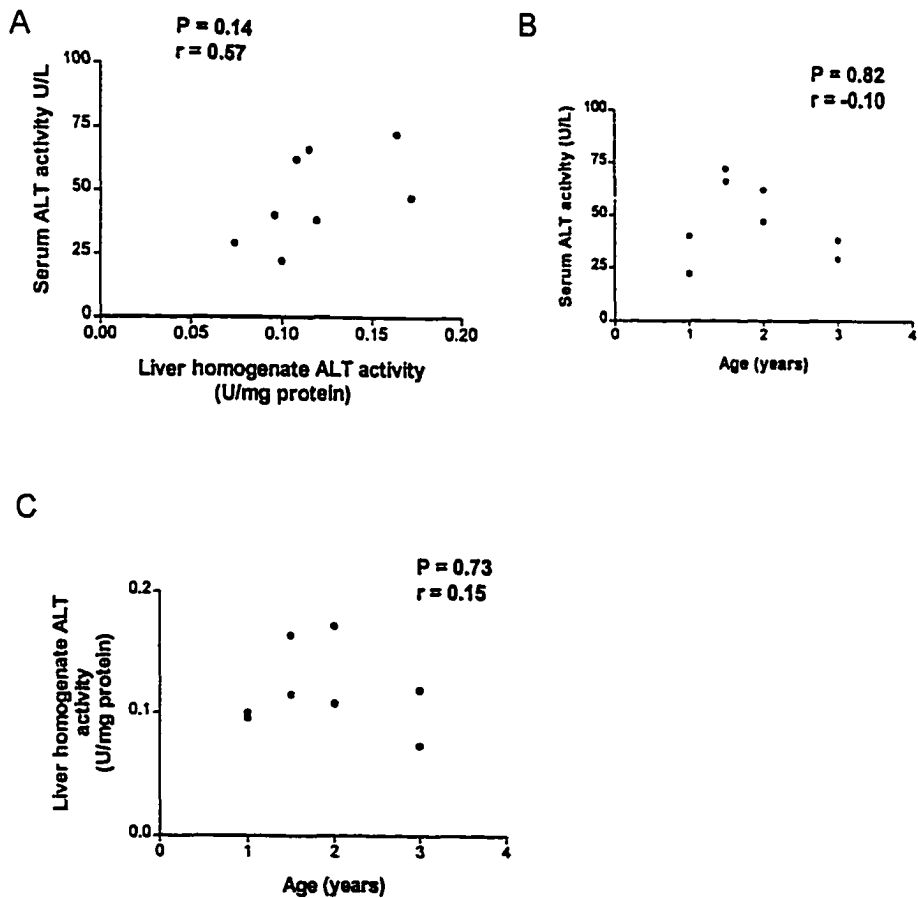 A
P = 0.14
r = 0.57
100
75
50
25
0
0.00 0.05 0.10 0.15 0.20
Serum ALT activity U/L
Liver homogenate ALT activity
(U/mg protein)
B
P = 0.82
r = -0.10
100
75
50
25
0
0 1 2 3 4
Serum ALT activity (U/L)
Age (years)
C
P = 0.73
r = 0.15
0.2
0.1
0.0
0 1 2 3 4
Liver homogenate ALT
activity
(U/mg protein)
Age (years)